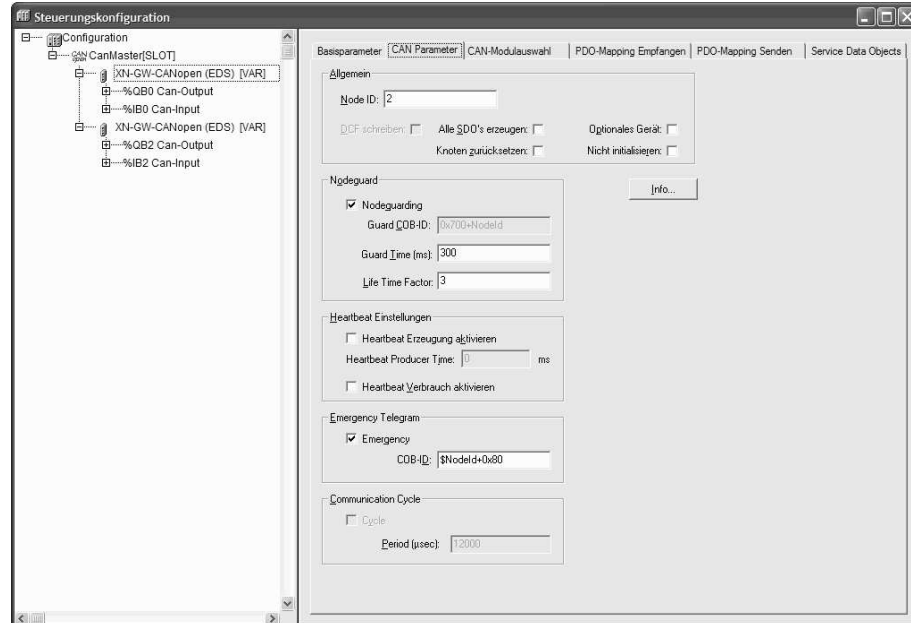 Steuerungskonfiguration
Configuration
CanMaster[SLOT]
XN-GW-CANopen (EDS) [VAR]
%QB0 Can-Output
%IB0 Can-Input
XN-GW-CANopen (EDS) [VAR]
%QB2 Can-Output
%IB2 Can-Input
Basisparameter CAN Parameter CAN-Modulauswahl PDO-Mapping Empfangen PDO-Mapping Senden Service Data Objects
Allgemein
Node ID: 2
DCF schreiben: Alle SDO's erzeugen: Optionales Gerät:
Knoten zurücksetzen: Nicht initialisieren:
Nodeguard
Info...
Nodeguarding
Guard COB-ID: 0x700+NodeId
Guard Time (ms): 300
Life Time Factor: 3
Heartbeat Einstellungen
Heartbeat Erzeugung aktivieren
Heartbeat Producer Time: 0 ms
Heartbeat Verbrauch aktivieren
Emergency Telegram
Emergency
COB-ID: $NodeId+0x80
Communication Cycle
Cycle
Period (µsec): 12000